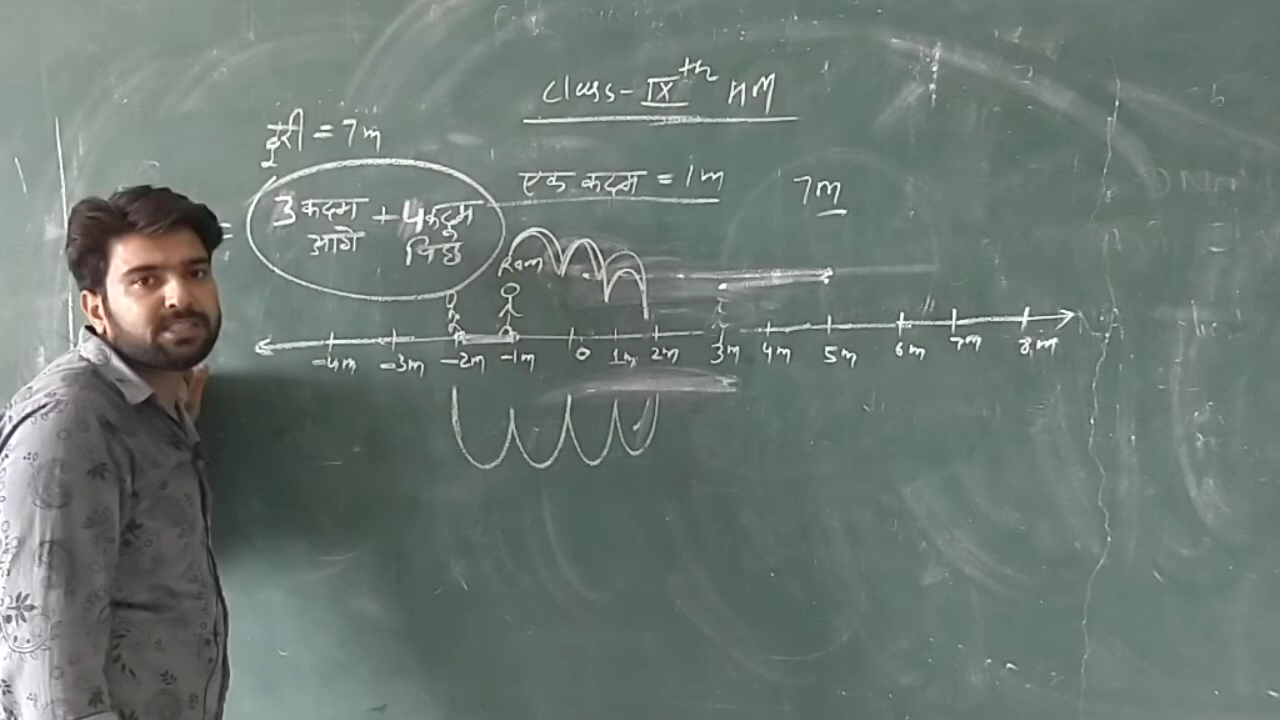 Class-IXth HM
दूरी = 7m
एक कदम = 1m
7m
= 3 कदम + 4 कदम
आगे पिछे
Ram
-4m -3m -2m -1m 0 1m 2m 3m 4m 5m 6m 7m 8m